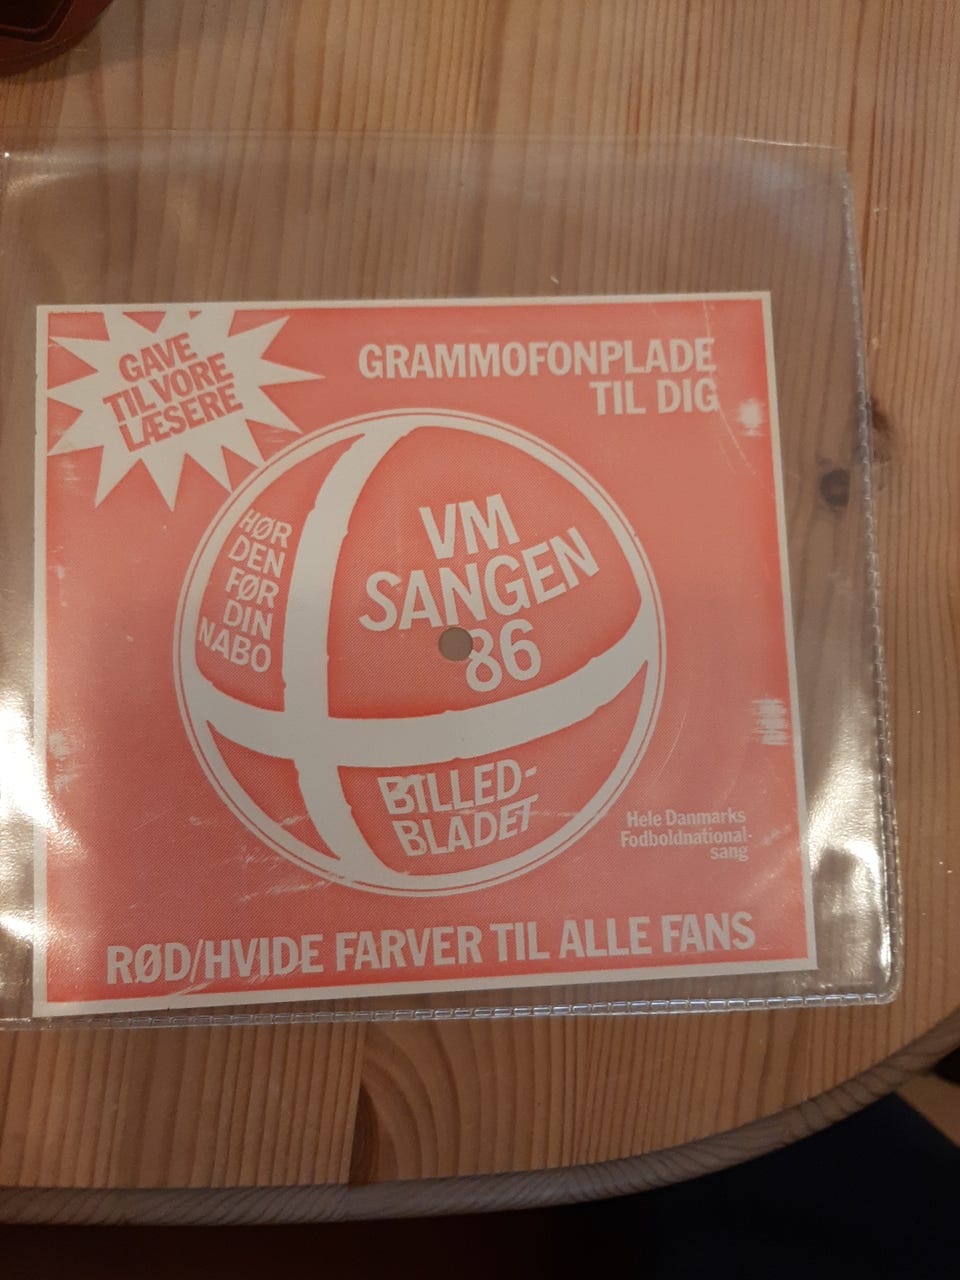 GAVE
TIL VORE
LÆSERE
GRAMMOFONPLADE
TIL DIG
HØR
DEN
FØR
DIN
NABO
VM
SANGEN
86
BILLED-
BLADET
Hele Danmarks
Fodboldnational-
sang
RØD/HVIDE FARVER TIL ALLE FANS